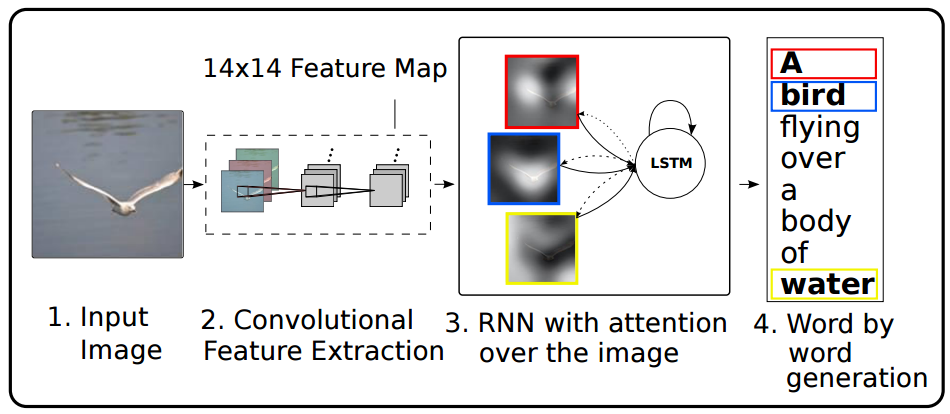 14x14 Feature Map
LSTM
A
bird
flying
over
a
body
of
water
1. Input
Image
2. Convolutional
Feature Extraction
3. RNN with attention
over the image
4. Word by
word
generation